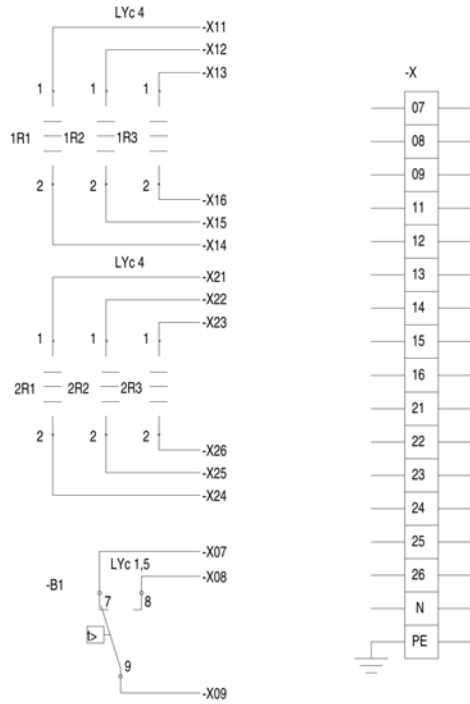 LYc 4
-X11
-X12
-X13
1 1 1
1R1 1R2 1R3
2 2 2
-X16
-X15
-X14
LYc 4
-X21
-X22
-X23
1 1 1
2R1 2R2 2R3
2 2 2
-X26
-X25
-X24
-X07
LYc 1,5
-X08
-B1
7 8
t>
9
-X09
-X
07
08
09
11
12
13
14
15
16
21
22
23
24
25
26
N
PE